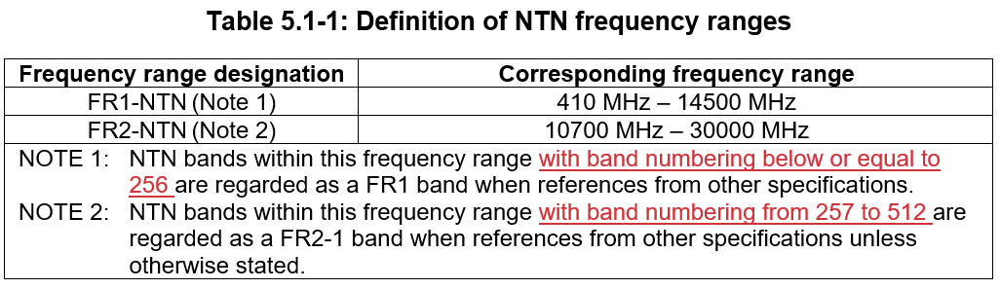 Table 5.1-1: Definition of NTN frequency ranges
Frequency range designation Corresponding frequency range
FR1-NTN (Note 1) 410 MHz – 14500 MHz
FR2-NTN (Note 2) 10700 MHz – 30000 MHz
NOTE 1: NTN bands within this frequency range with band numbering below or equal to
256 are regarded as a FR1 band when references from other specifications.
NOTE 2: NTN bands within this frequency range with band numbering from 257 to 512 are
regarded as a FR2-1 band when references from other specifications unless
otherwise stated.